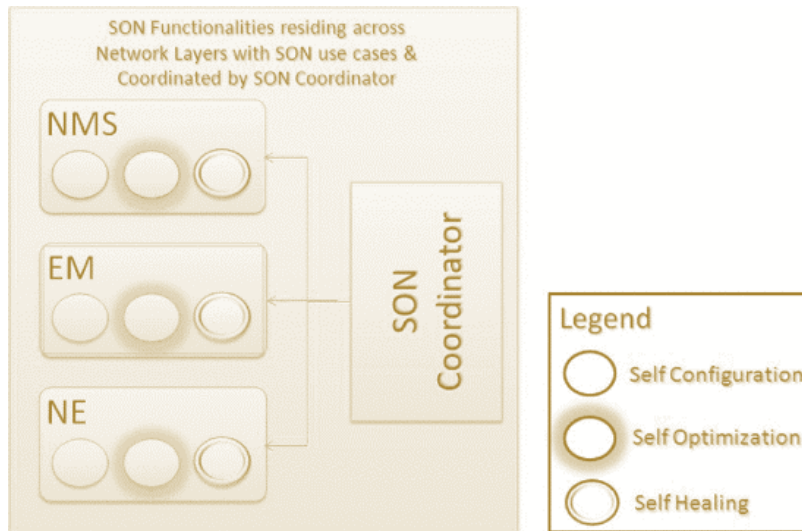 SON Functionalities residing across
Network Layers with SON use cases &
Coordinated by SON Coordinator
NMS
EM
NE
SON
Coordinator
Legend
Self Configuration
Self Optimization
Self Healing